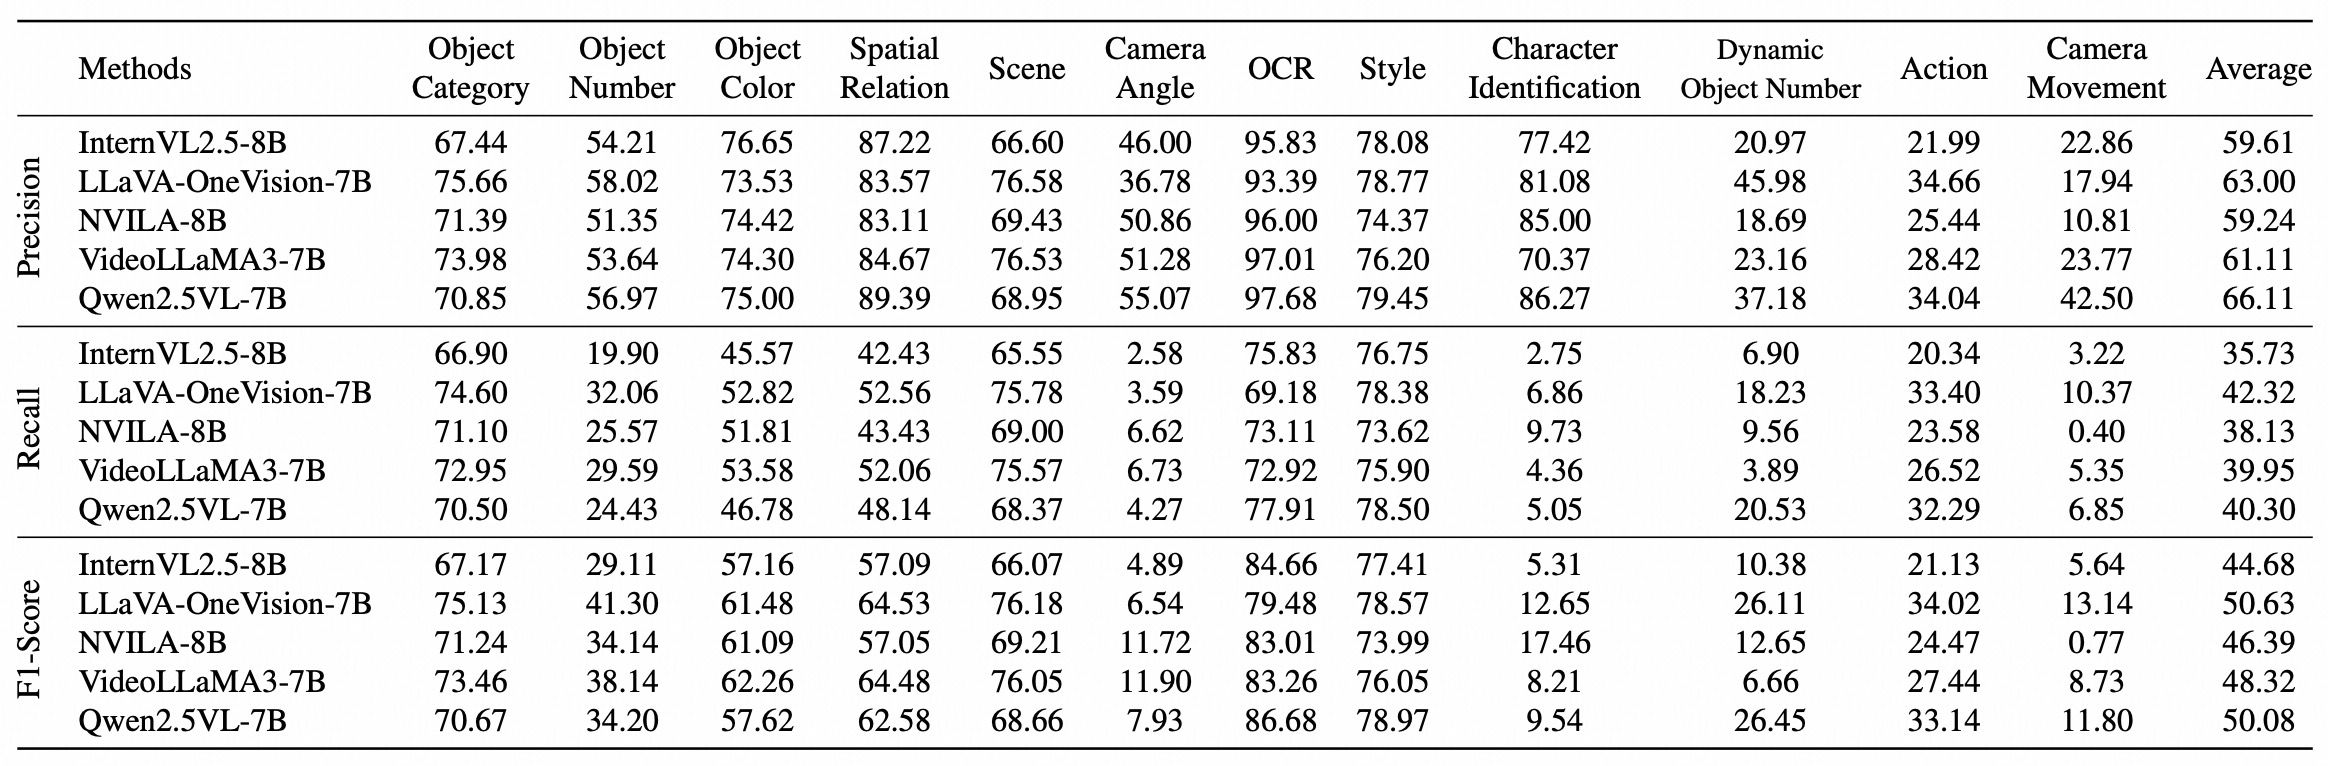 Methods Object Category Object Number Object Color Spatial Relation Scene Camera Angle OCR Style Character Identification Dynamic Object Number Action Camera Movement Average
Precision
InternVL2.5-8B 67.44 54.21 76.65 87.22 66.60 46.00 95.83 78.08 77.42 20.97 21.99 22.86 59.61
LLaVA-OneVision-7B 75.66 58.02 73.53 83.57 76.58 36.78 93.39 78.77 81.08 45.98 34.66 17.94 63.00
NVILA-8B 71.39 51.35 74.42 83.11 69.43 50.86 96.00 74.37 85.00 18.69 25.44 10.81 59.24
VideoLLaMA3-7B 73.98 53.64 74.30 84.67 76.53 51.28 97.01 76.20 70.37 23.16 28.42 23.77 61.11
Qwen2.5VL-7B 70.85 56.97 75.00 89.39 68.95 55.07 97.68 79.45 86.27 37.18 34.04 42.50 66.11
Recall
InternVL2.5-8B 66.90 19.90 45.57 42.43 65.55 2.58 75.83 76.75 2.75 6.90 20.34 3.22 35.73
LLaVA-OneVision-7B 74.60 32.06 52.82 52.56 75.78 3.59 69.18 78.38 6.86 18.23 33.40 10.37 42.32
NVILA-8B 71.10 25.57 51.81 43.43 69.00 6.62 73.11 73.62 9.73 9.56 23.58 0.40 38.13
VideoLLaMA3-7B 72.95 29.59 53.58 52.06 75.57 6.73 72.92 75.90 4.36 3.89 26.52 5.35 39.95
Qwen2.5VL-7B 70.50 24.43 46.78 48.14 68.37 4.27 77.91 78.50 5.05 20.53 32.29 6.85 40.30
F1-Score
InternVL2.5-8B 67.17 29.11 57.16 57.09 66.07 4.89 84.66 77.41 5.31 10.38 21.13 5.64 44.68
LLaVA-OneVision-7B 75.13 41.30 61.48 64.53 76.18 6.54 79.48 78.57 12.65 26.11 34.02 13.14 50.63
NVILA-8B 71.24 34.14 61.09 57.05 69.21 11.72 83.01 73.99 17.46 12.65 24.47 0.77 46.39
VideoLLaMA3-7B 73.46 38.14 62.26 64.48 76.05 11.90 83.26 76.05 8.21 6.66 27.44 8.73 48.32
Qwen2.5VL-7B 70.67 34.20 57.62 62.58 68.66 7.93 86.68 78.97 9.54 26.45 33.14 11.80 50.08